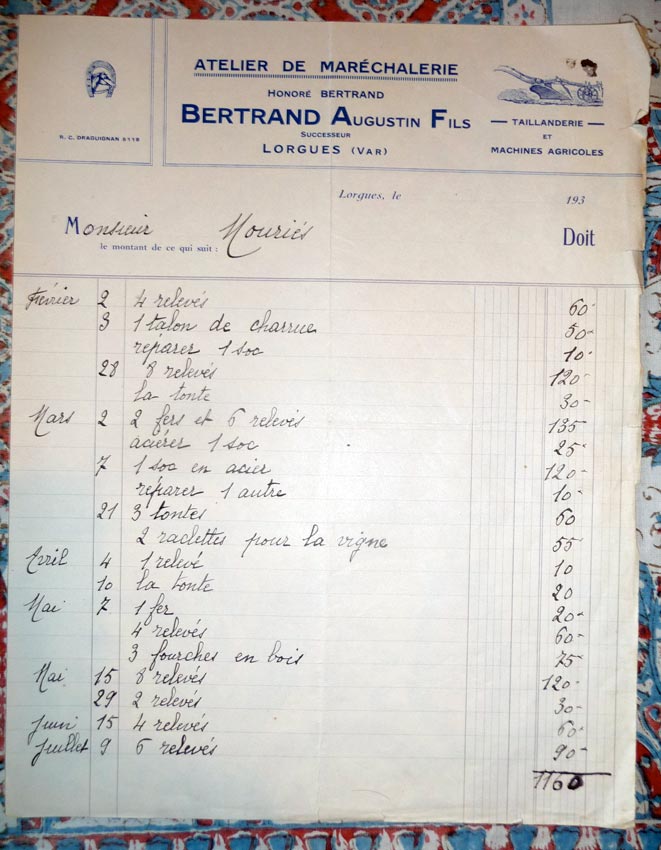 ATELIER DE MARÉCHALERIE
HONORÉ BERTRAND
BERTRAND AUGUSTIN FILS
SUCCESSEUR
LORGUES (VAR)
R. C. DRAGUIGNAN 6118
TAILLANDERIE
ET
MACHINES AGRICOLES
Lorgues, le 193
Monsieur Mouriés Doit
le montant de ce qui suit :
Février 2 4 relevés 60-
3 1 talon de charrue 50-
réparer 1 soc 10-
28 8 relevés 120-
la tonte 30-
Mars 2 2 fers et 6 relevés 135
aciérer 1 soc 25-
7 1 soc en acier 120-
réparer 1 autre 10-
21 3 tontes 60
2 raclettes pour la vigne 55
Avril 4 1 relevé 10
10 la tonte 20
Mai 7 1 fer 20-
4 relevés 60-
3 fourches en bois 75
Mai 15 8 relevés 120-
29 2 relevés 30-
Juin 15 4 relevés 60-
Juillet 9 6 relevés 90-
1160